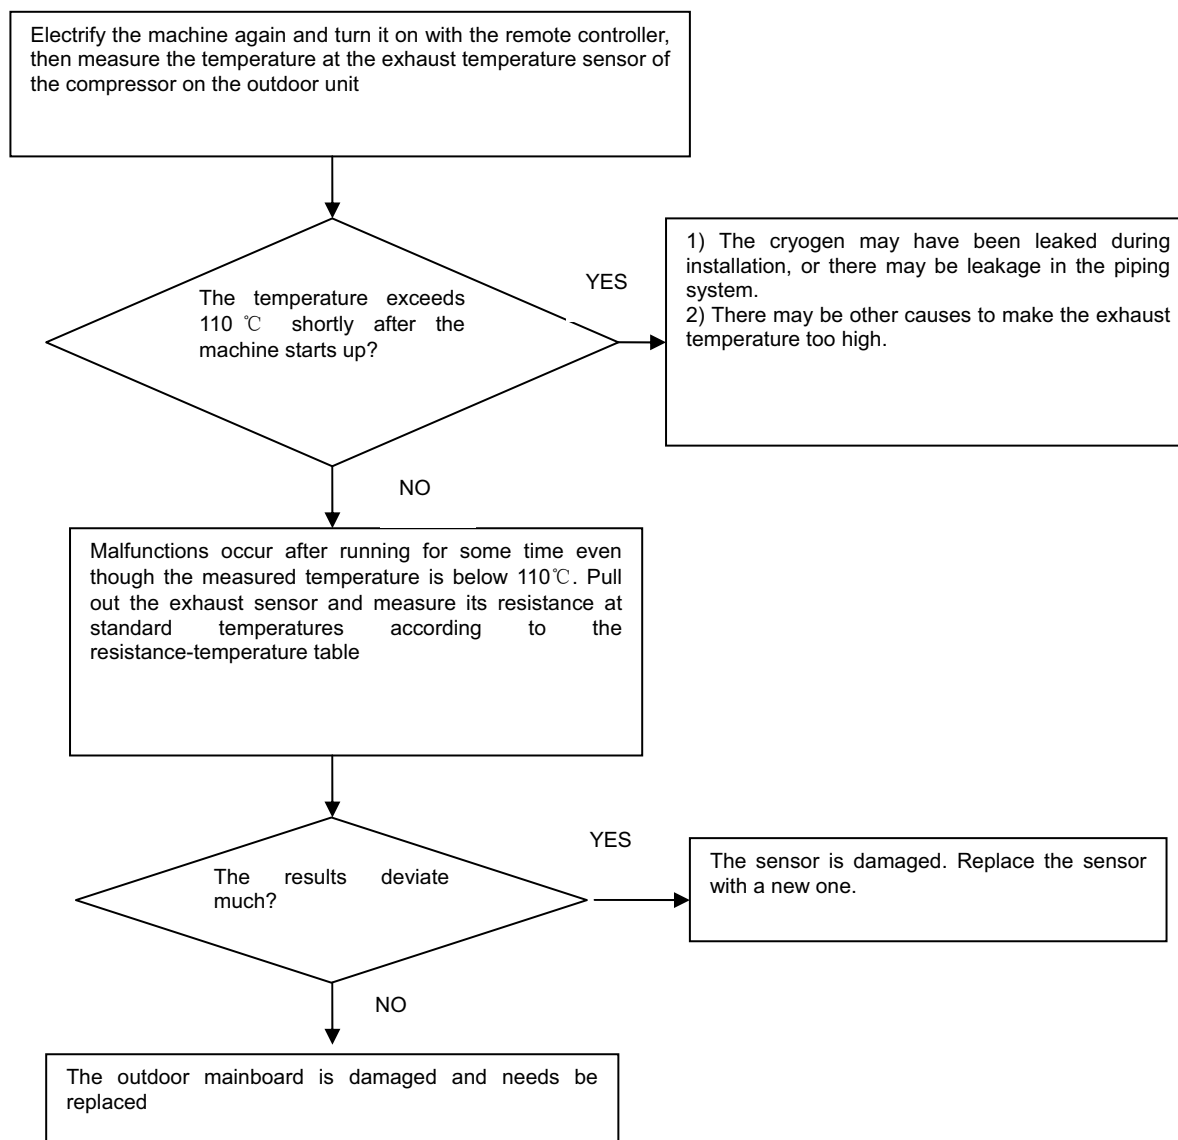 Electrify the machine again and turn it on with the remote controller,
then measure the temperature at the exhaust temperature sensor of
the compressor on the outdoor unit
The temperature exceeds
110 ℃ shortly after the
machine starts up?
YES
1) The cryogen may have been leaked during
installation, or there may be leakage in the piping
system.
2) There may be other causes to make the exhaust
temperature too high.
NO
Malfunctions occur after running for some time even
though the measured temperature is below 110℃. Pull
out the exhaust sensor and measure its resistance at
standard temperatures according to the
resistance-temperature table
The results deviate
much?
YES
The sensor is damaged. Replace the sensor
with a new one.
NO
The outdoor mainboard is damaged and needs be
replaced